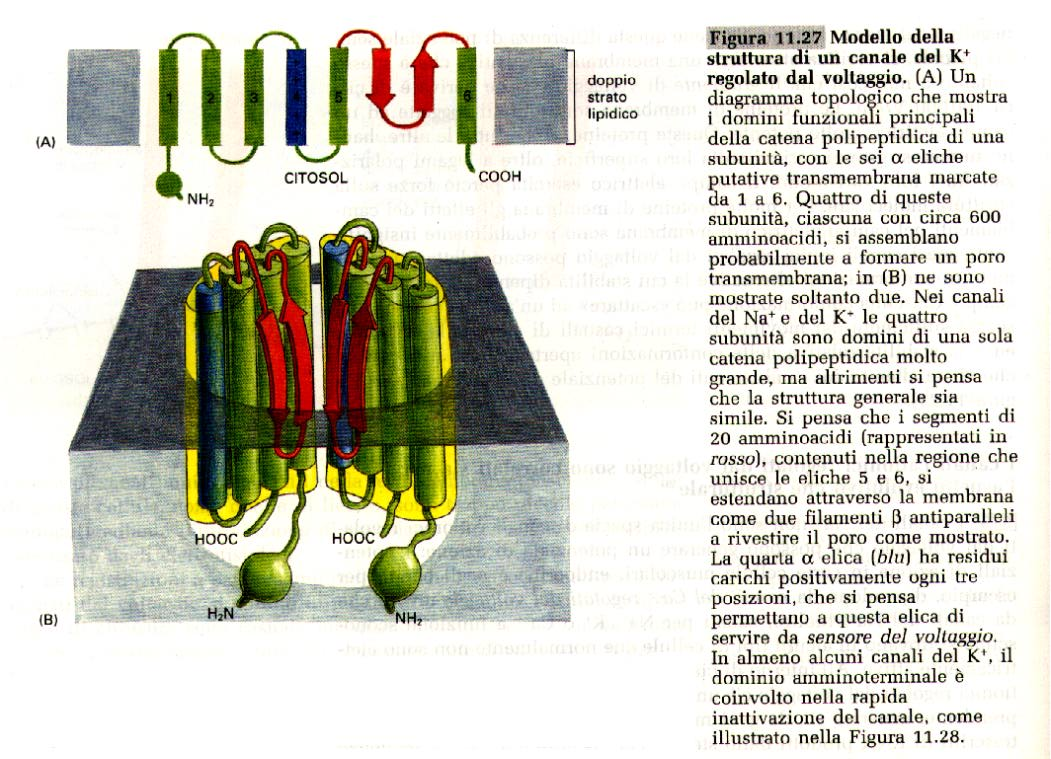 1
2
3
4
5
6
doppio
strato
lipidico
(A)
NH₂
CITOSOL
COOH
HOOC
HOOC
H₂N
NH₂
(B)
Figura 11.27 Modello della
struttura di un canale del K⁺
regolato dal voltaggio. (A) Un
diagramma topologico che mostra
i domini funzionali principali
della catena polipeptidica di una
subunità, con le sei α eliche
putative transmembrana marcate
da 1 a 6. Quattro di queste
subunità, ciascuna con circa 600
amminoacidi, si assemblano
probabilmente a formare un poro
transmembrana; in (B) ne sono
mostrate soltanto due. Nei canali
del Na⁺ e del K⁺ le quattro
subunità sono domini di una sola
catena polipeptidica molto
grande, ma altrimenti si pensa
che la struttura generale sia
simile. Si pensa che i segmenti di
20 amminoacidi (rappresentati in
rosso), contenuti nella regione che
unisce le eliche 5 e 6, si
estendano attraverso la membrana
come due filamenti β antiparalleli
a rivestire il poro come mostrato.
La quarta α elica (blu) ha residui
carichi positivamente ogni tre
posizioni, che si pensa
permettano a questa elica di
servire da sensore del voltaggio.
In almeno alcuni canali del K⁺, il
dominio amminoterminale è
coinvolto nella rapida
inattivazione del canale, come
illustrato nella Figura 11.28.